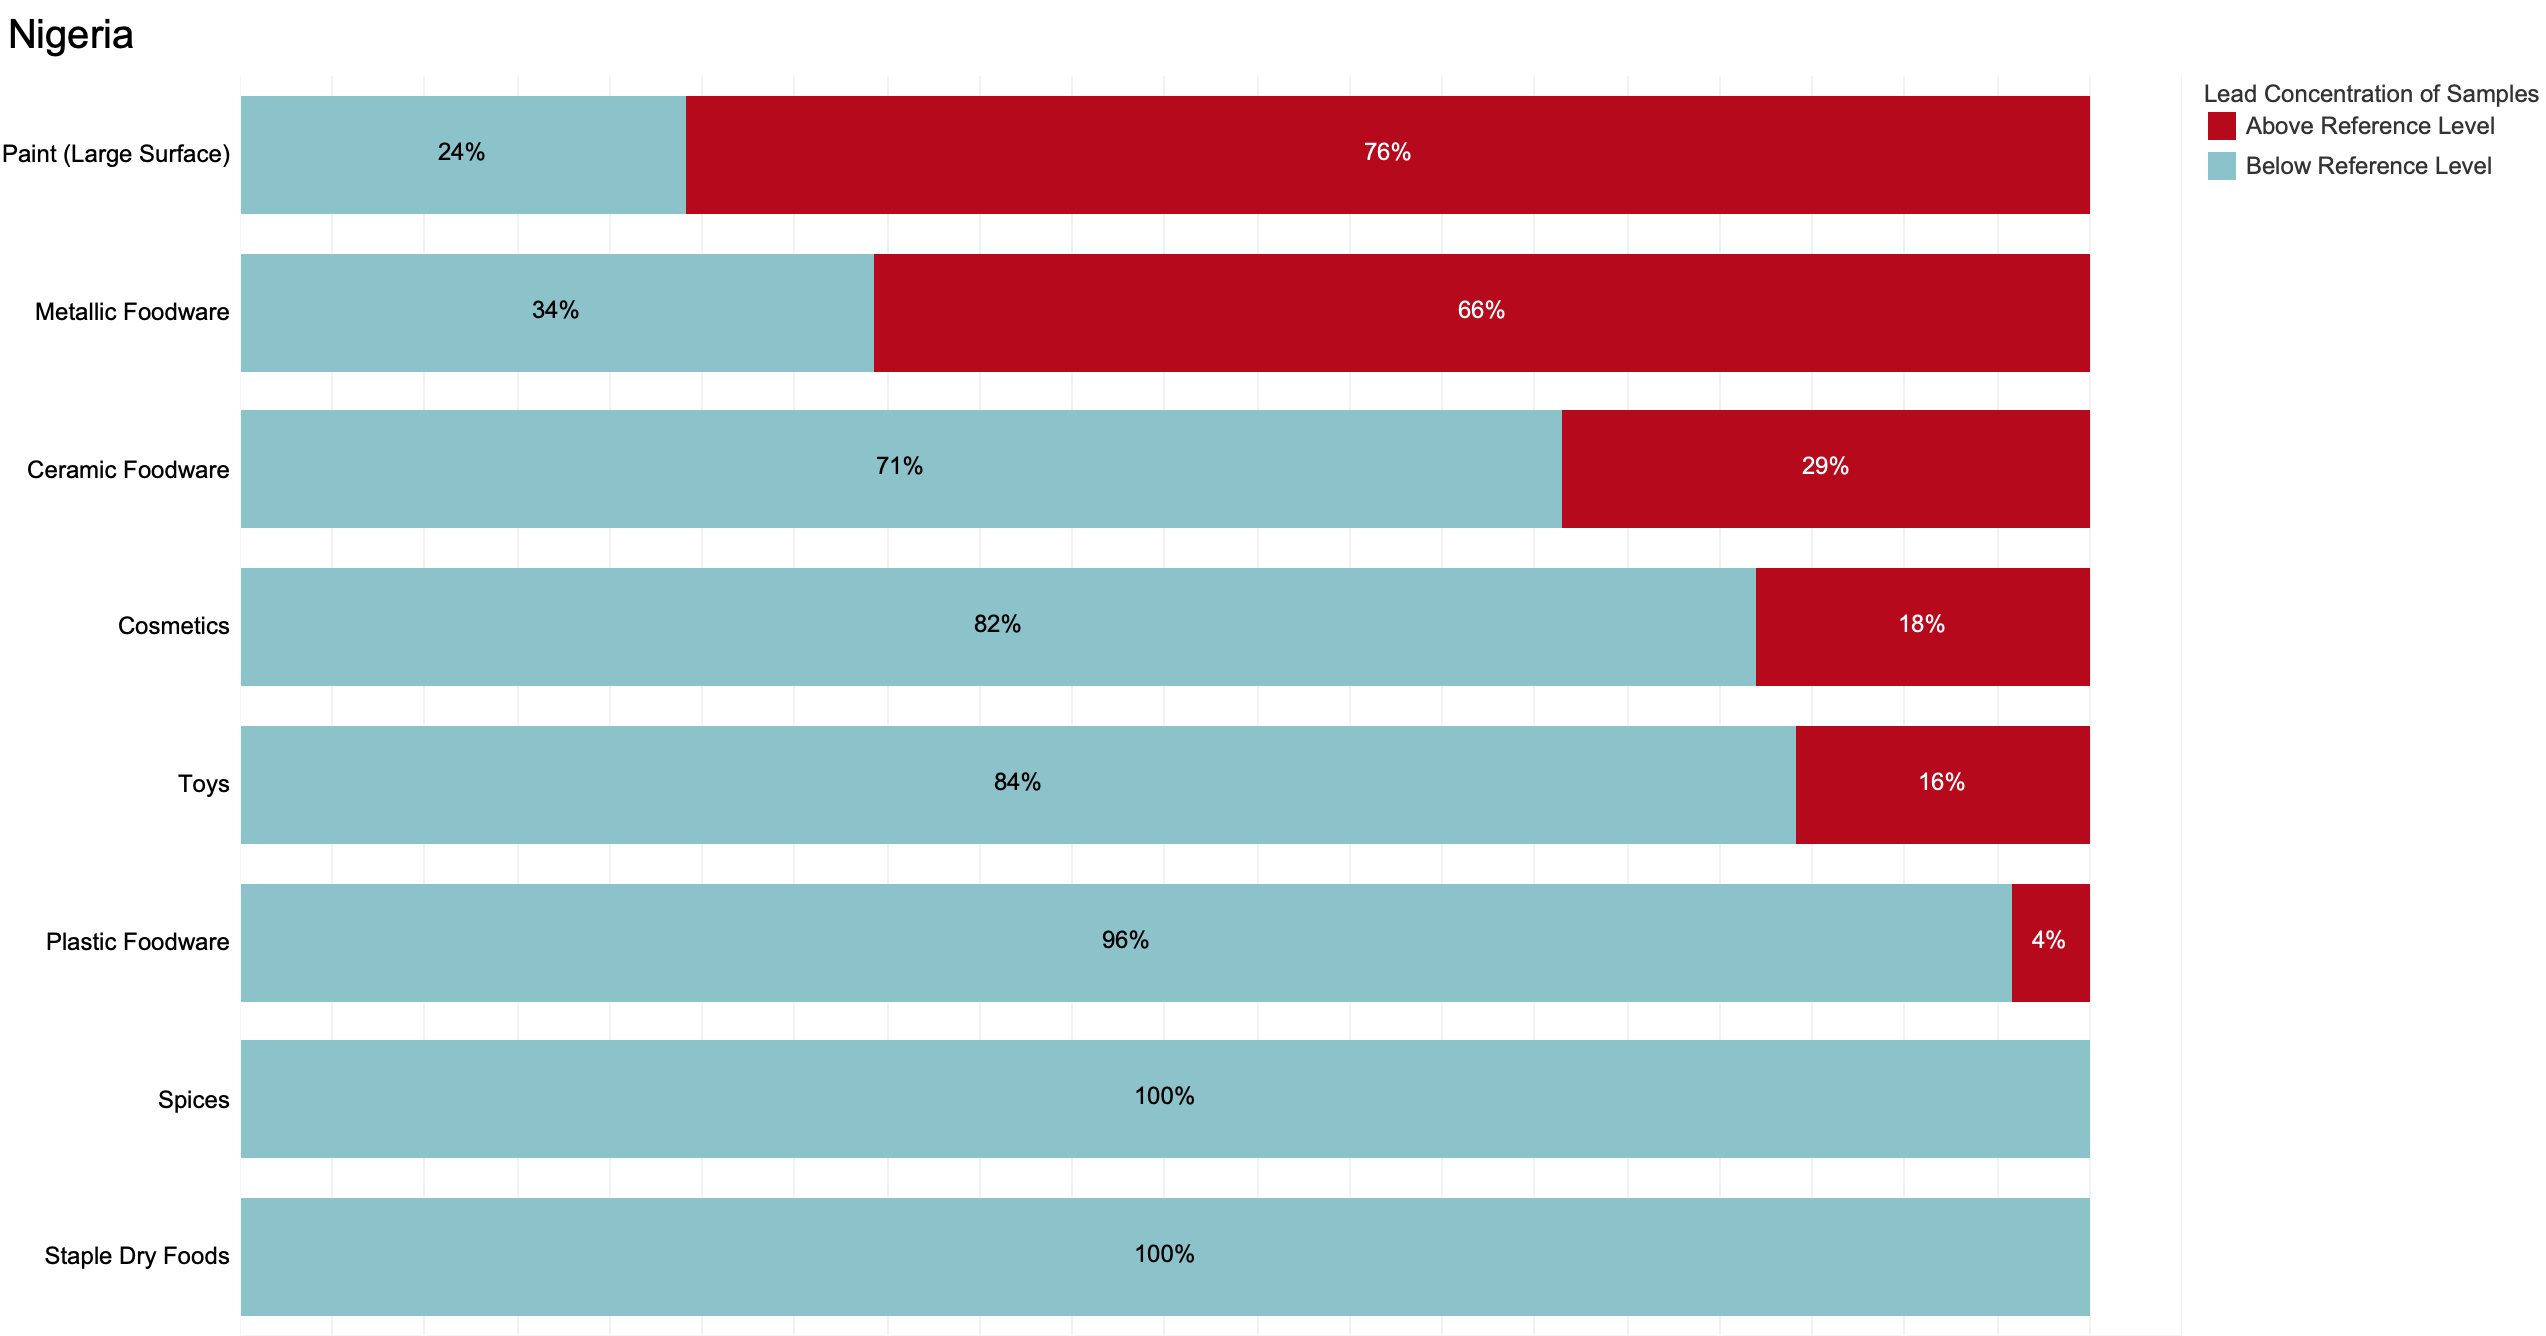 Nigeria
Lead Concentration of Samples
Above Reference Level
Below Reference Level
Paint (Large Surface) 24% 76%
Metallic Foodware 34% 66%
Ceramic Foodware 71% 29%
Cosmetics 82% 18%
Toys 84% 16%
Plastic Foodware 96% 4%
Spices 100%
Staple Dry Foods 100%